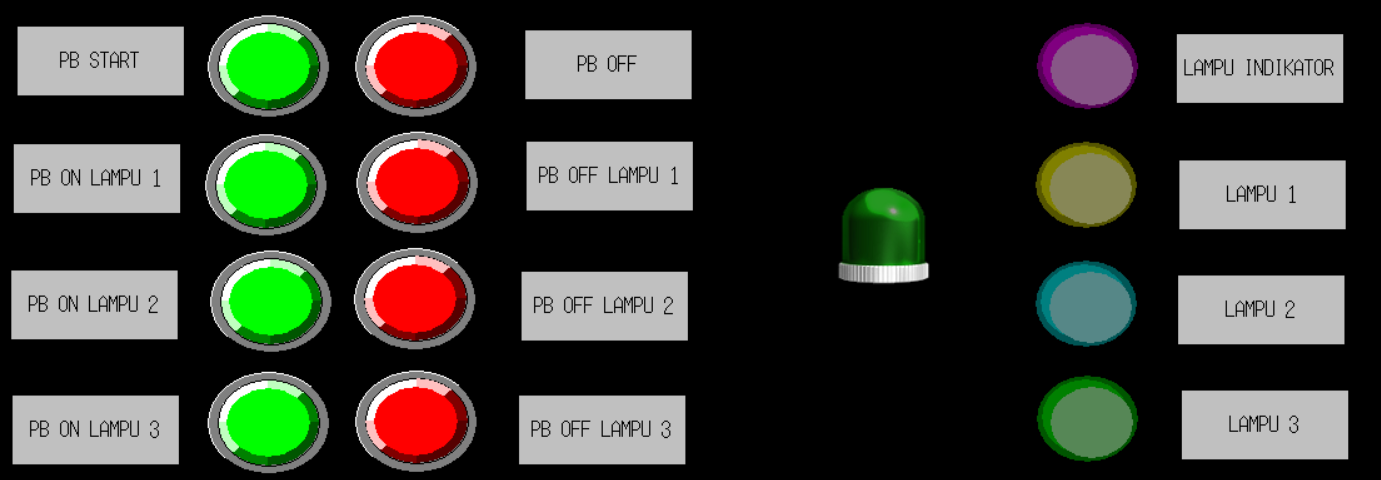 PB START
PB OFF
LAMPU INDIKATOR
PB ON LAMPU 1
PB OFF LAMPU 1
LAMPU 1
PB ON LAMPU 2
PB OFF LAMPU 2
LAMPU 2
PB ON LAMPU 3
PB OFF LAMPU 3
LAMPU 3